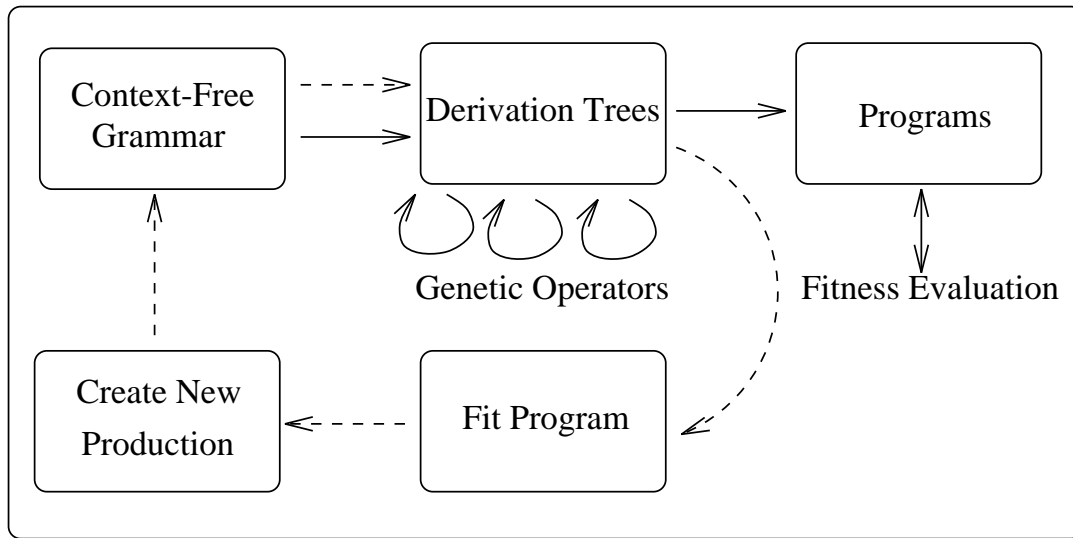 Context-Free
Grammar
Derivation Trees
Programs
Genetic Operators
Fitness Evaluation
Create New
Production
Fit Program